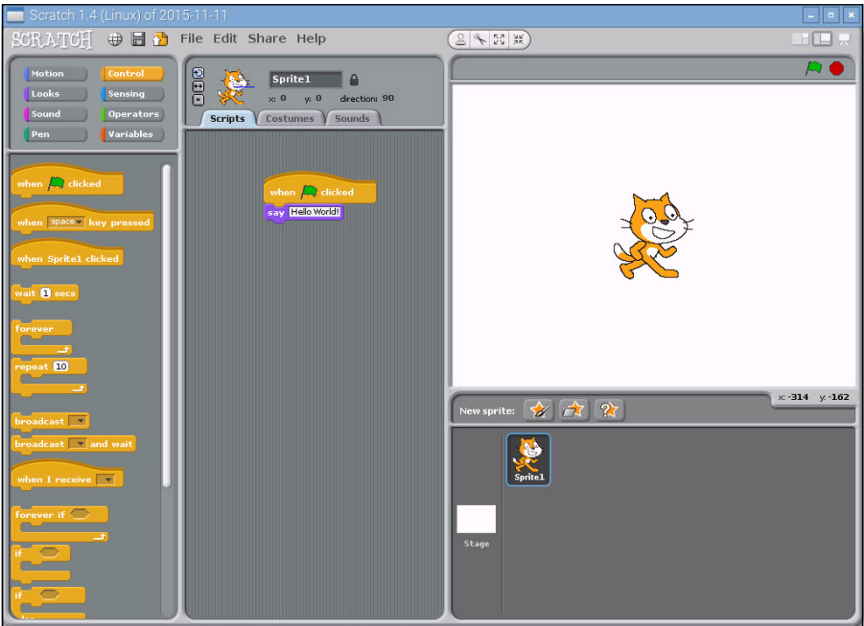 Scratch 1.4 (Linux) of 2015-11-11
SCRATCH File Edit Share Help
Motion Control
Looks Sensing
Sound Operators
Pen Variables
when clicked
when space key pressed
when Sprite1 clicked
wait 1 secs
forever
repeat 10
broadcast
broadcast and wait
when I receive
forever if
if
if
Sprite1
x: 0 y: 0 direction: 90
Scripts Costumes Sounds
when clicked
say Hello World!
x: -314 y: -162
New sprite:
Sprite1
Stage